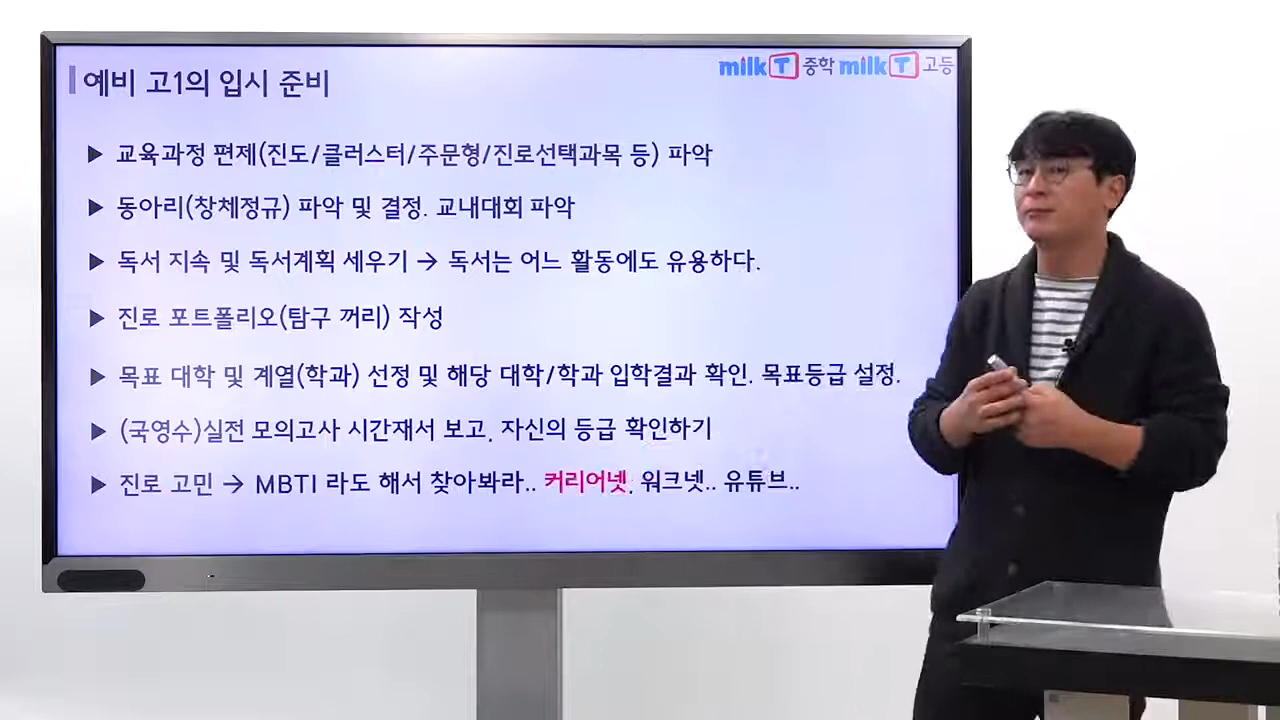 예비 고1의 입시 준비
milk T 중학 milk T 고등
▶ 교육과정 편제(진도/클러스터/주문형/진로선택과목 등) 파악
▶ 동아리(창체정규) 파악 및 결정. 교내대회 파악
▶ 독서 지속 및 독서계획 세우기 → 독서는 어느 활동에도 유용하다.
▶ 진로 포트폴리오(탐구 꺼리) 작성
▶ 목표 대학 및 계열(학과) 선정 및 해당 대학/학과 입학결과 확인. 목표등급 설정.
▶ (국영수)실전 모의고사 시간재서 보고, 자신의 등급 확인하기
▶ 진로 고민 → MBTI 라도 해서 찾아봐라.. 커리어넷, 워크넷.. 유튜브..